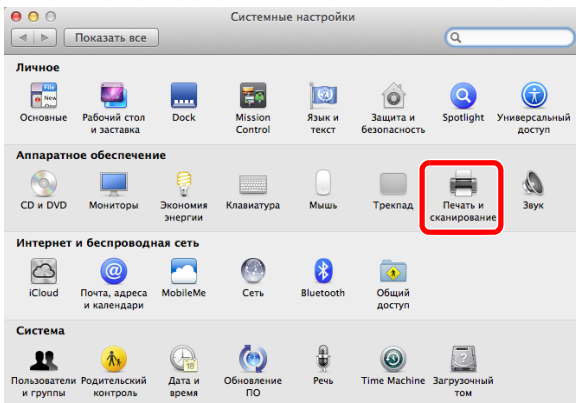 Системные настройки
Показать все
Личное
Основные
Рабочий стол
и заставка
Dock
Mission
Control
Язык и
текст
Защита и
безопасность
Spotlight
Универсальный
доступ
Аппаратное обеспечение
CD и DVD
Мониторы
Экономия
энергии
Клавиатура
Мышь
Трекпад
Печать и
сканирование
Звук
Интернет и беспроводная сеть
iCloud
Почта, адреса
и календари
MobileMe
Сеть
Bluetooth
Общий
доступ
Система
Пользователи
и группы
Родительский
контроль
Дата и
время
Обновление
ПО
Речь
Time Machine
Загрузочный
том